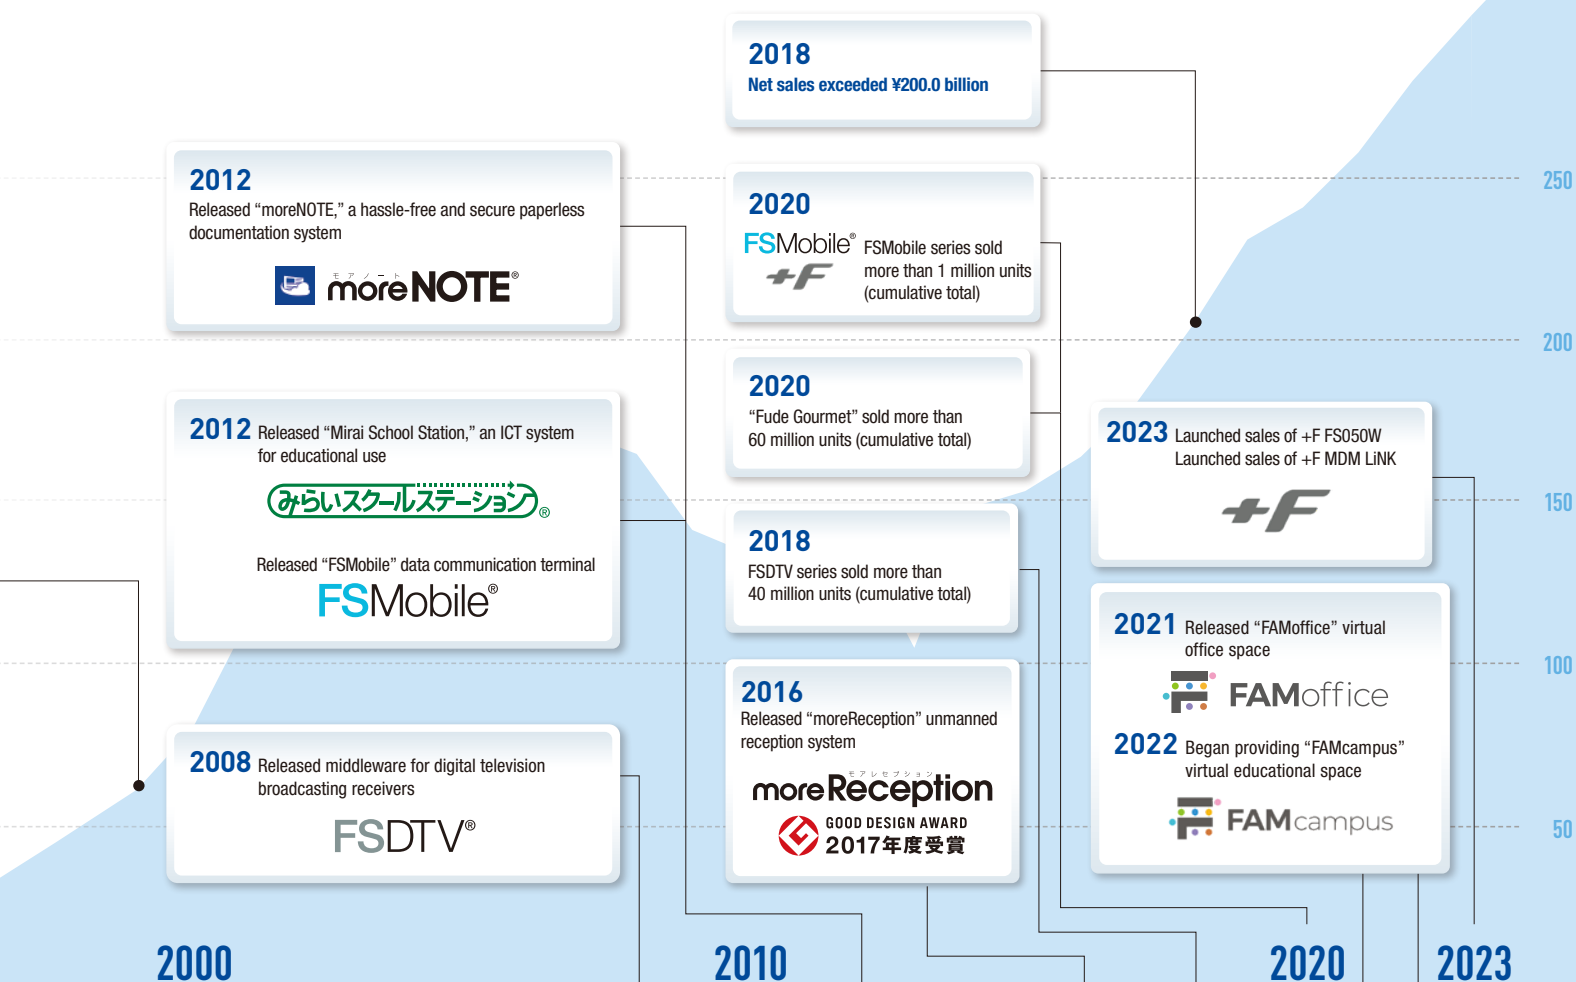 2018
Net sales exceeded ¥200.0 billion
2012
Released “moreNOTE,” a hassle-free and secure paperless
documentation system
モアノート
moreNOTE®
2020
FSMobile®
+F
FSMobile series sold
more than 1 million units
(cumulative total)
2020
“Fude Gourmet” sold more than
60 million units (cumulative total)
2012 Released “Mirai School Station,” an ICT system
for educational use
みらいスクールステーション®
Released “FSMobile” data communication terminal
FSMobile®
2018
FSDTV series sold more than
40 million units (cumulative total)
2023 Launched sales of +F FS050W
Launched sales of +F MDM LiNK
+F
2008 Released middleware for digital television
broadcasting receivers
FSDTV®
2016
Released “moreReception” unmanned
reception system
モアレセプション
moreReception
GOOD DESIGN AWARD
2017年度受賞
2021 Released “FAMoffice” virtual
office space
FAMoffice
2022 Began providing “FAMcampus”
virtual educational space
FAMcampus
250
200
150
100
50
2000
2010
2020
2023